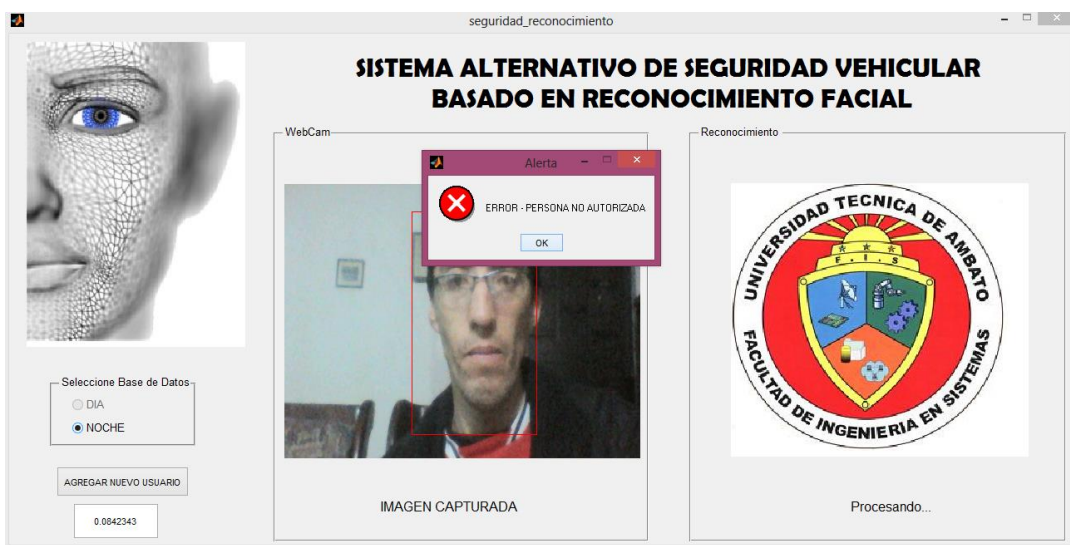 seguridad_reconocimiento
SISTEMA ALTERNATIVO DE SEGURIDAD VEHICULAR
BASADO EN RECONOCIMIENTO FACIAL
WebCam
Reconocimiento
Alerta
ERROR - PERSONA NO AUTORIZADA
OK
UNIVERSIDAD TECNICA DE AMBATO
F.I.S
FACULTAD DE INGENIERIA EN SISTEMAS
Seleccione Base de Datos
DIA
NOCHE
AGREGAR NUEVO USUARIO
0.0842343
IMAGEN CAPTURADA
Procesando...